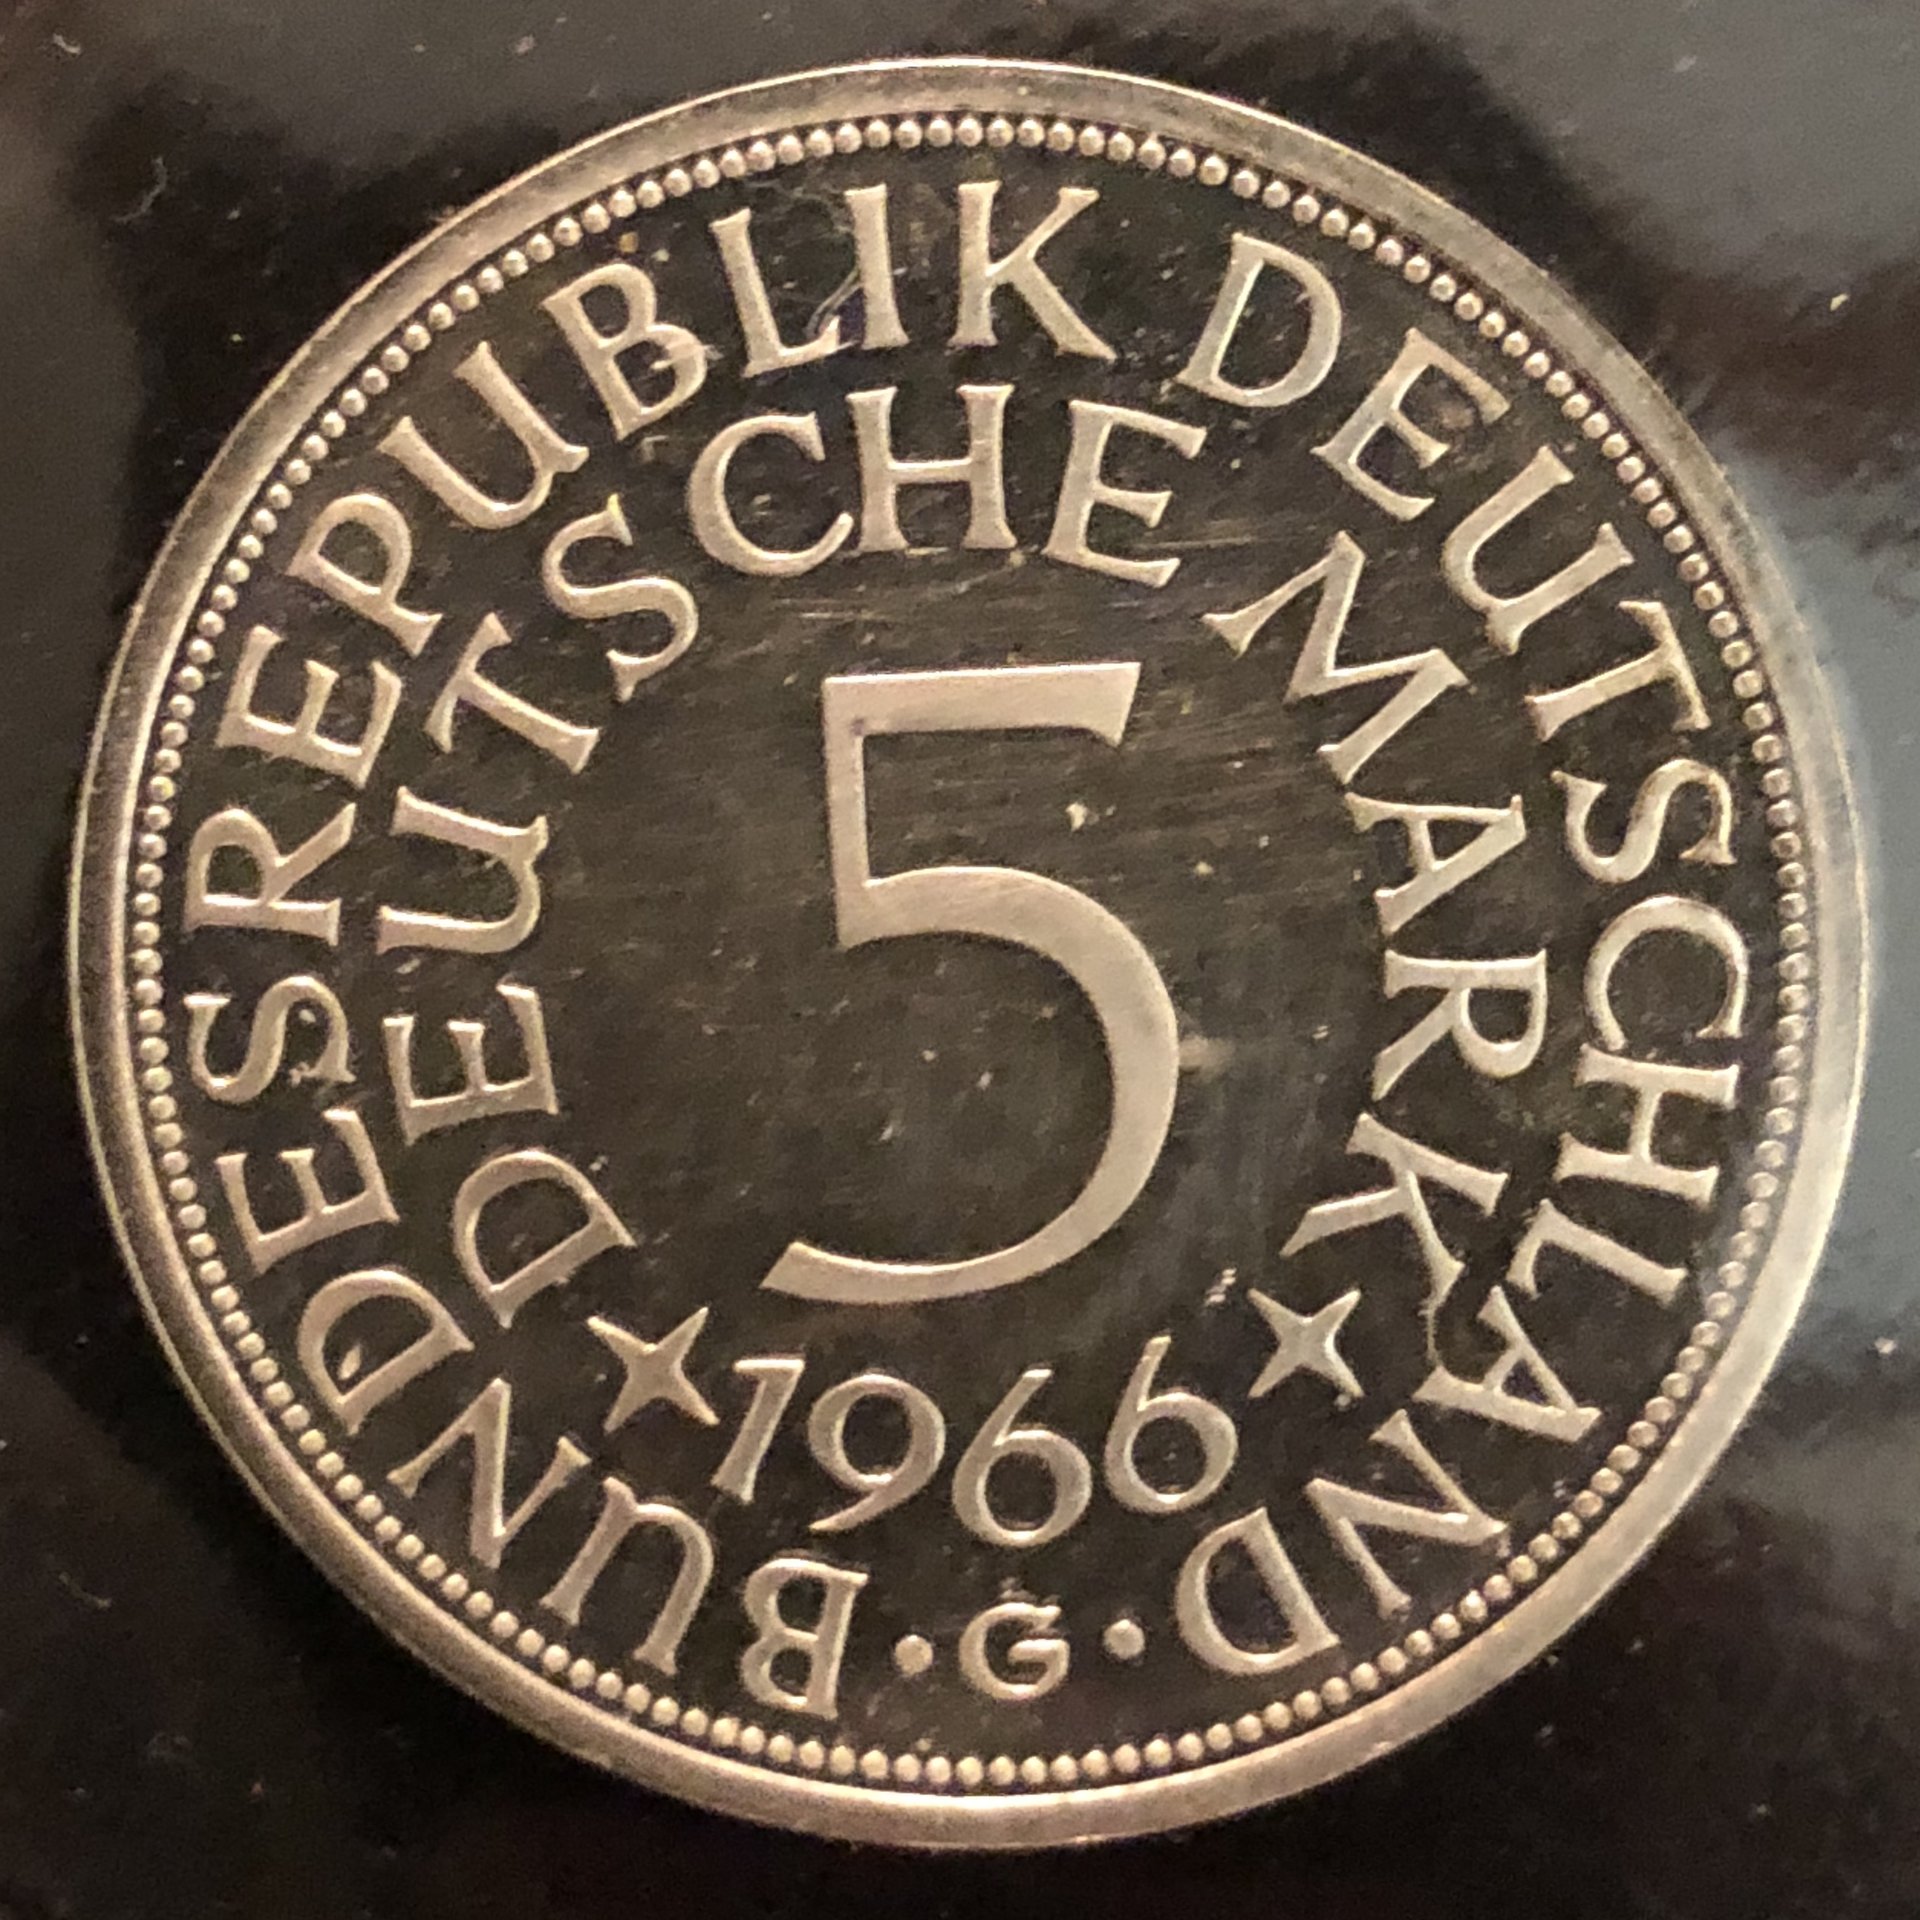 BUNDESREPUBLIK DEUTSCHLAND
DEUTSCHE MARK
5
1966
· G ·